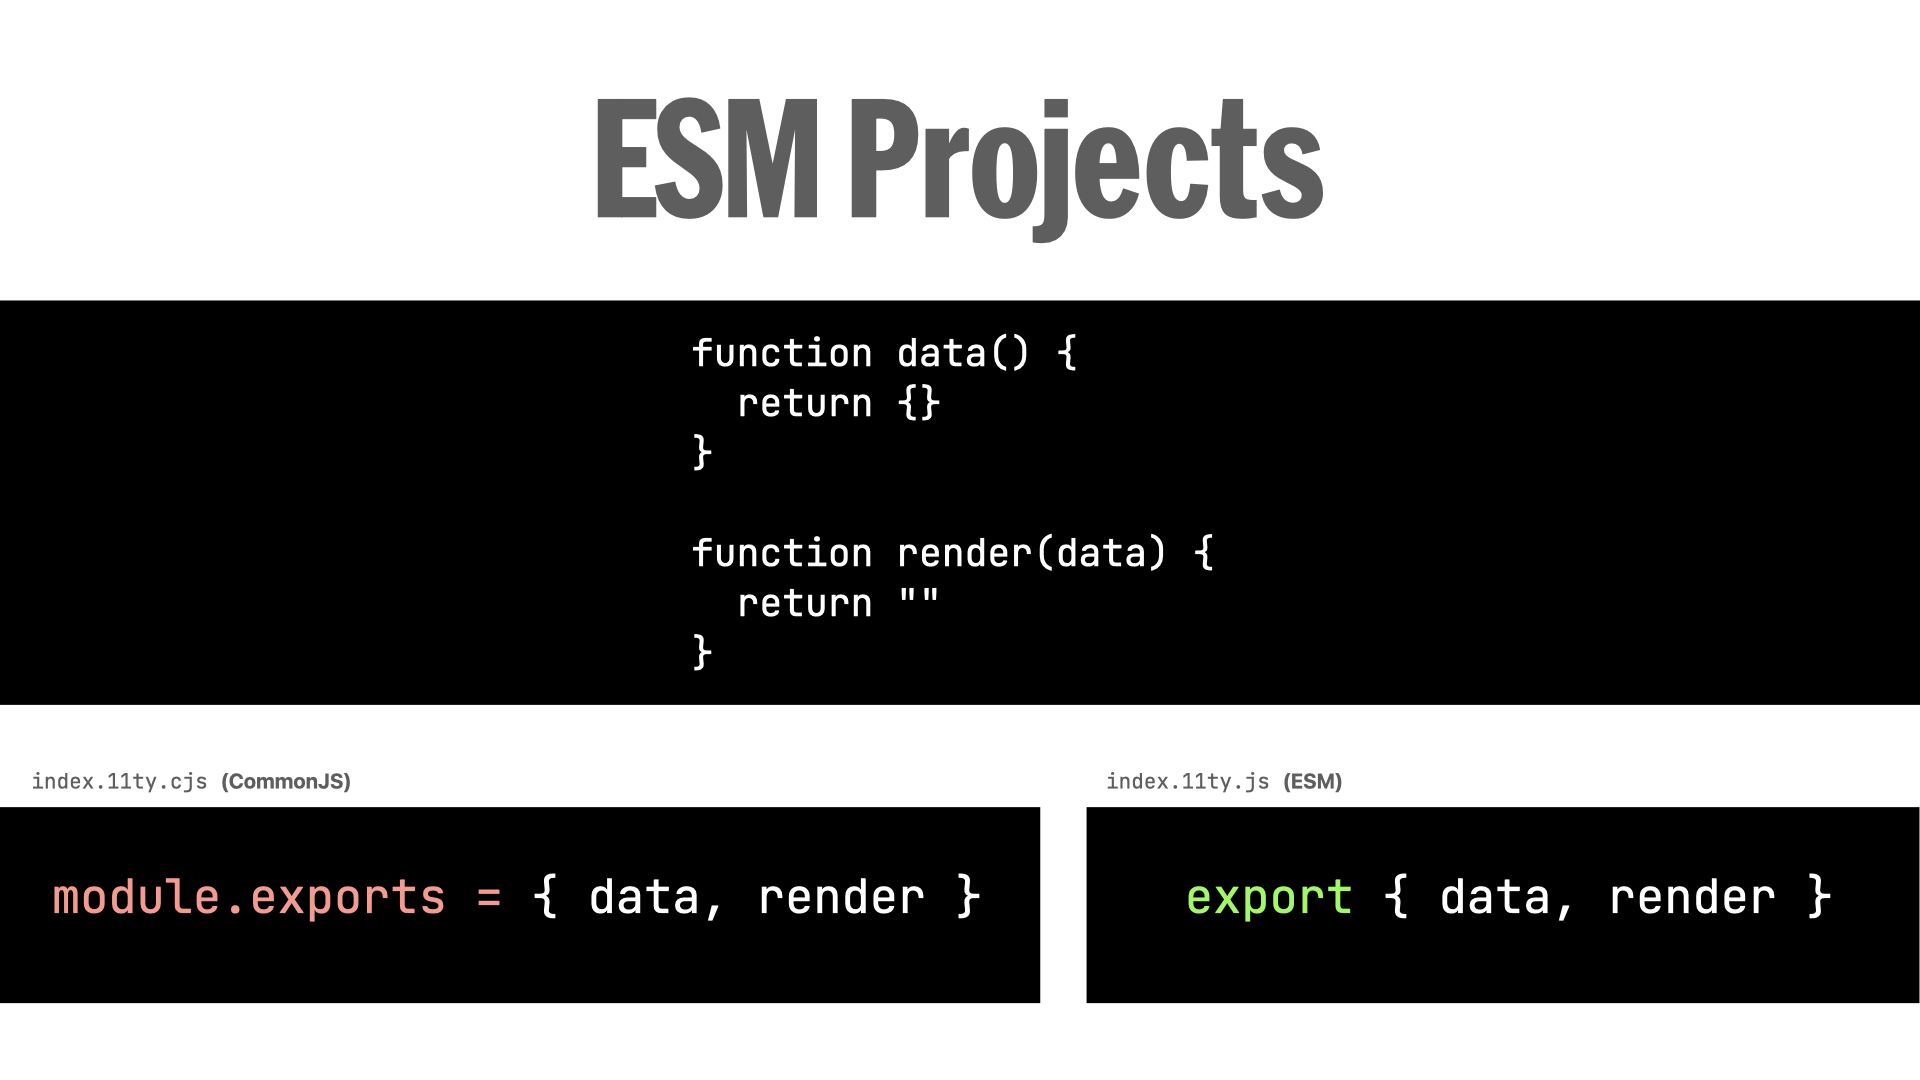 ESM Projects
function data() {
  return {}
}

function render(data) {
  return ""
}
index.11ty.cjs (CommonJS)
module.exports = { data, render }
index.11ty.js (ESM)
export { data, render }